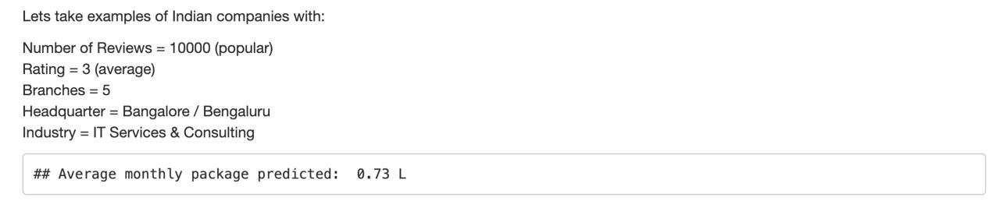 Lets take examples of Indian companies with:
Number of Reviews = 10000 (popular)
Rating = 3 (average)
Branches = 5
Headquarter = Bangalore / Bengaluru
Industry = IT Services & Consulting
## Average monthly package predicted:  0.73 L